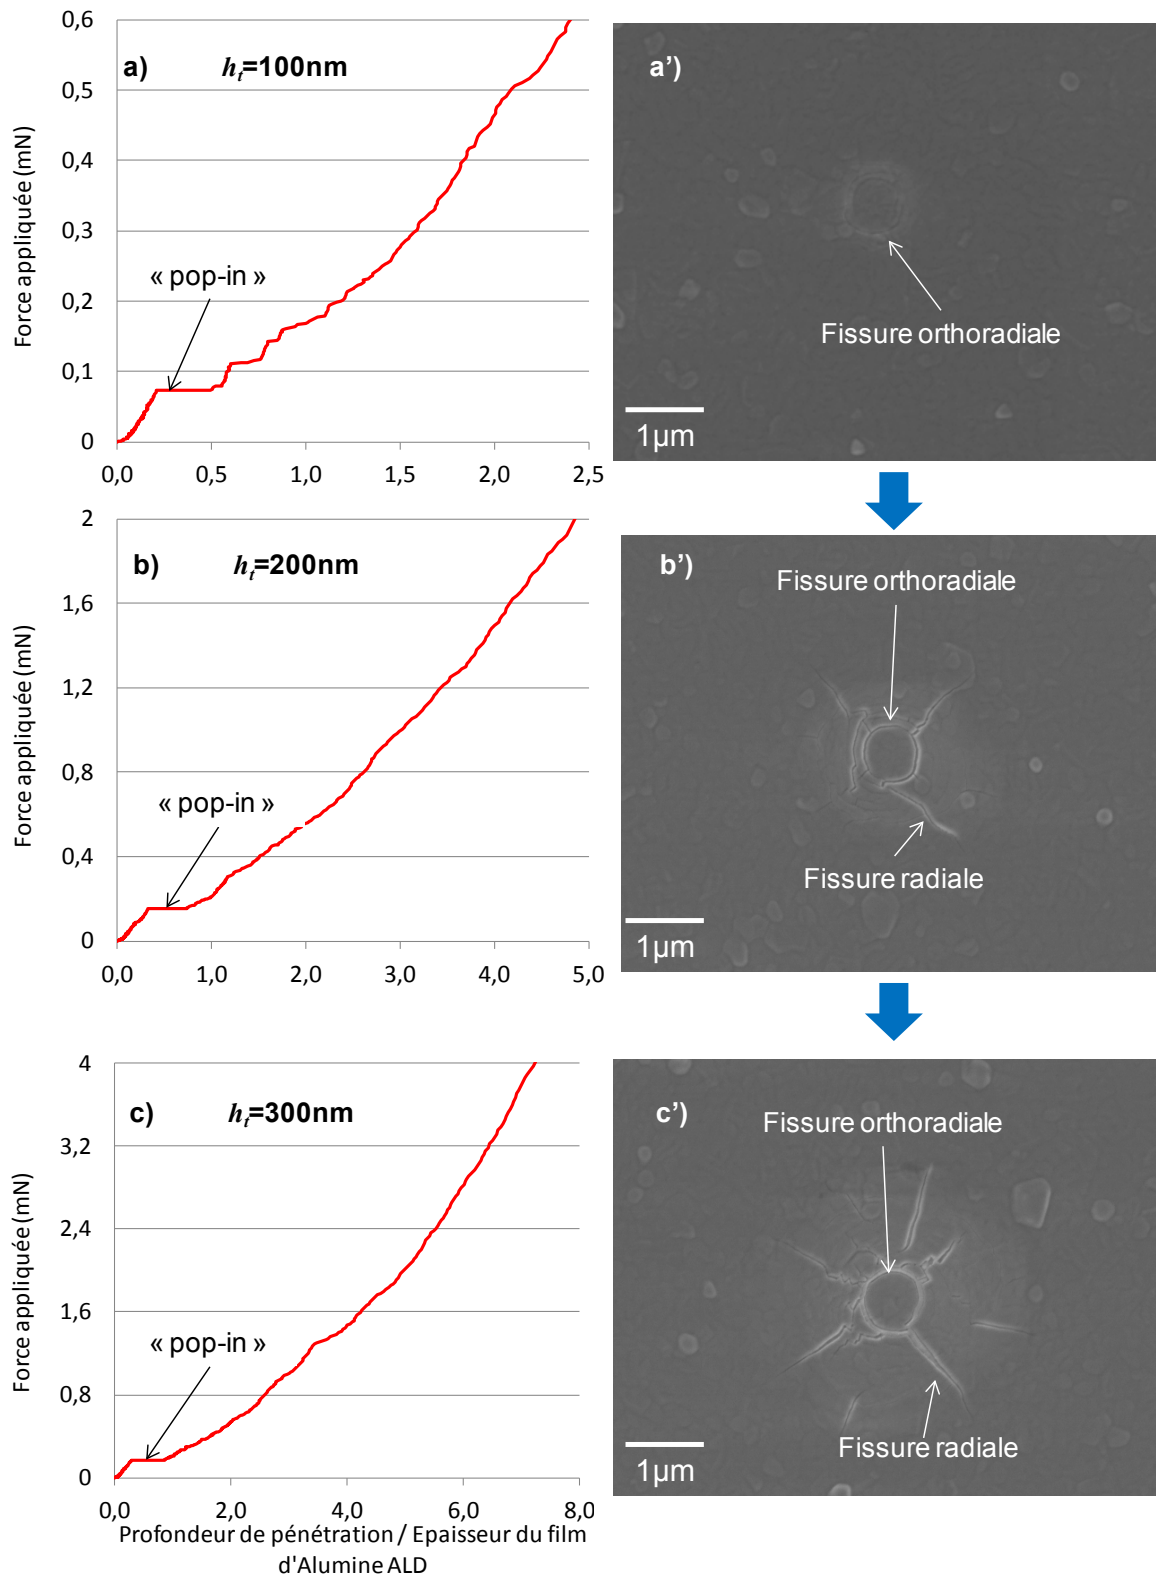 0,6
a)
h_t=100nm
a')
0,5
Force appliquée (mN)
0,4
0,3
« pop-in »
0,2
Fissure orthoradiale
0,1
0
1µm
0,0 0,5 1,0 1,5 2,0 2,5
2
b)
h_t=200nm
b')
Fissure orthoradiale
1,6
Force appliquée (mN)
1,2
0,8
« pop-in »
0,4
Fissure radiale
0
1µm
0,0 1,0 2,0 3,0 4,0 5,0
4
c)
h_t=300nm
c')
Fissure orthoradiale
3,2
Force appliquée (mN)
2,4
1,6
« pop-in »
0,8
Fissure radiale
0
1µm
0,0 2,0 4,0 6,0 8,0
Profondeur de pénétration / Epaisseur du film
d'Alumine ALD